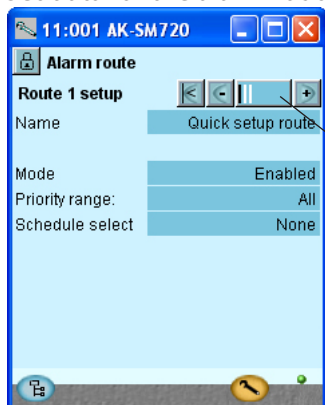 11:001 AK-SM720
Alarm route
Route 1 setup
Name Quick setup route
Mode Enabled
Priority range: All
Schedule select None